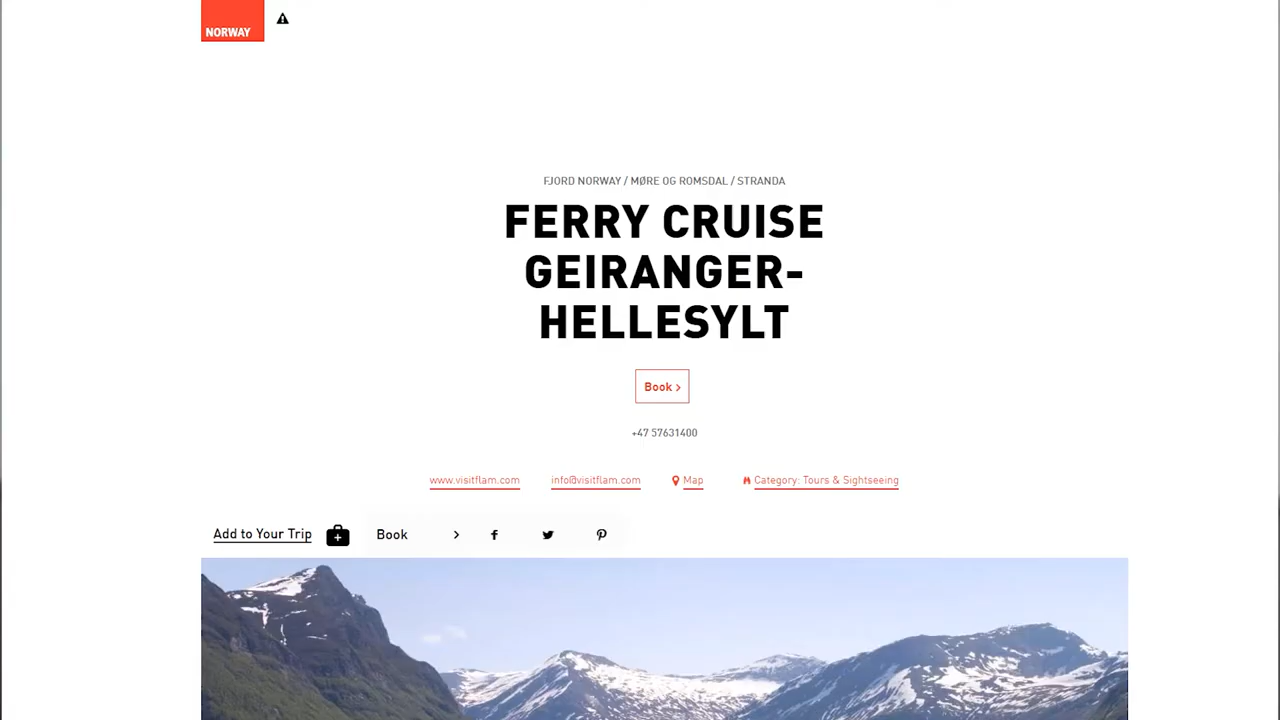 NORWAY
FJORD NORWAY / MØRE OG ROMSDAL / STRANDA
FERRY CRUISE
GEIRANGER-
HELLESYLT
Book >
+47 57631400
www.visitflam.com info@visitflam.com Map Category: Tours & Sightseeing
Add to Your Trip Book >